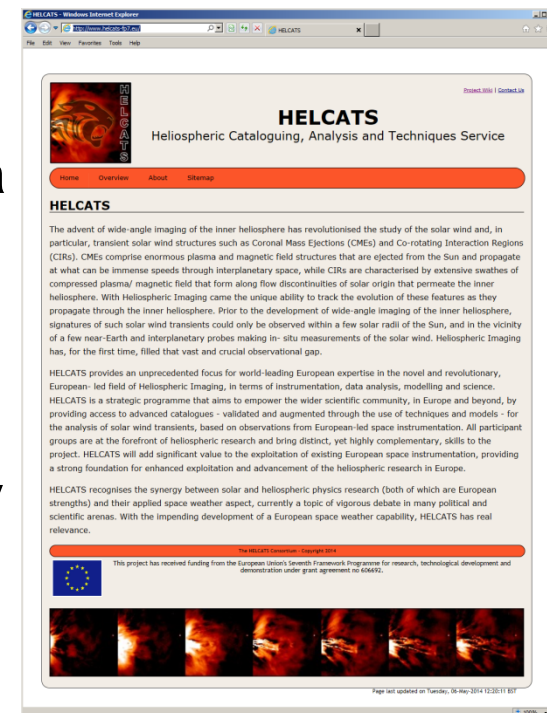 HELCATS - Windows Internet Explorer
http://www.helcats-fp7.eu/
HELCATS
File Edit View Favorites Tools Help
Project Wiki | Contact Us
HELCATS
HELCATS
Heliospheric Cataloguing, Analysis and Techniques Service
Home Overview About Sitemap
HELCATS
The advent of wide-angle imaging of the inner heliosphere has revolutionised the study of the solar wind and, in
particular, transient solar wind structures such as Coronal Mass Ejections (CMEs) and Co-rotating Interaction Regions
(CIRs). CMEs comprise enormous plasma and magnetic field structures that are ejected from the Sun and propagate
at what can be immense speeds through interplanetary space, while CIRs are characterised by extensive swathes of
compressed plasma/ magnetic field that form along flow discontinuities of solar origin that permeate the inner
heliosphere. With Heliospheric Imaging came the unique ability to track the evolution of these features as they
propagate through the inner heliosphere. Prior to the development of wide-angle imaging of the inner heliosphere,
signatures of such solar wind transients could only be observed within a few solar radii of the Sun, and in the vicinity
of a few near-Earth and interplanetary probes making in- situ measurements of the solar wind. Heliospheric Imaging
has, for the first time, filled that vast and crucial observational gap.
HELCATS provides an unprecedented focus for world-leading European expertise in the novel and revolutionary,
European- led field of Heliospheric Imaging, in terms of instrumentation, data analysis, modelling and science.
HELCATS is a strategic programme that aims to empower the wider scientific community, in Europe and beyond, by
providing access to advanced catalogues - validated and augmented through the use of techniques and models - for
the analysis of solar wind transients, based on observations from European-led space instrumentation. All participant
groups are at the forefront of heliospheric research and bring distinct, yet highly complementary, skills to the
project. HELCATS will add significant value to the exploitation of existing European space instrumentation, providing
a strong foundation for enhanced exploitation and advancement of the heliospheric research in Europe.
HELCATS recognises the synergy between solar and heliospheric physics research (both of which are European
strengths) and their applied space weather aspect, currently a topic of vigorous debate in many political and
scientific arenas. With the impending development of a European space weather capability, HELCATS has real
relevance.
The HELCATS Consortium - Copyright 2014
This project has received funding from the European Union's Seventh Framework Programme for research, technological development and
demonstration under grant agreement no 606692.
Page last updated on Tuesday, 06-May-2014 12:20:11 BST